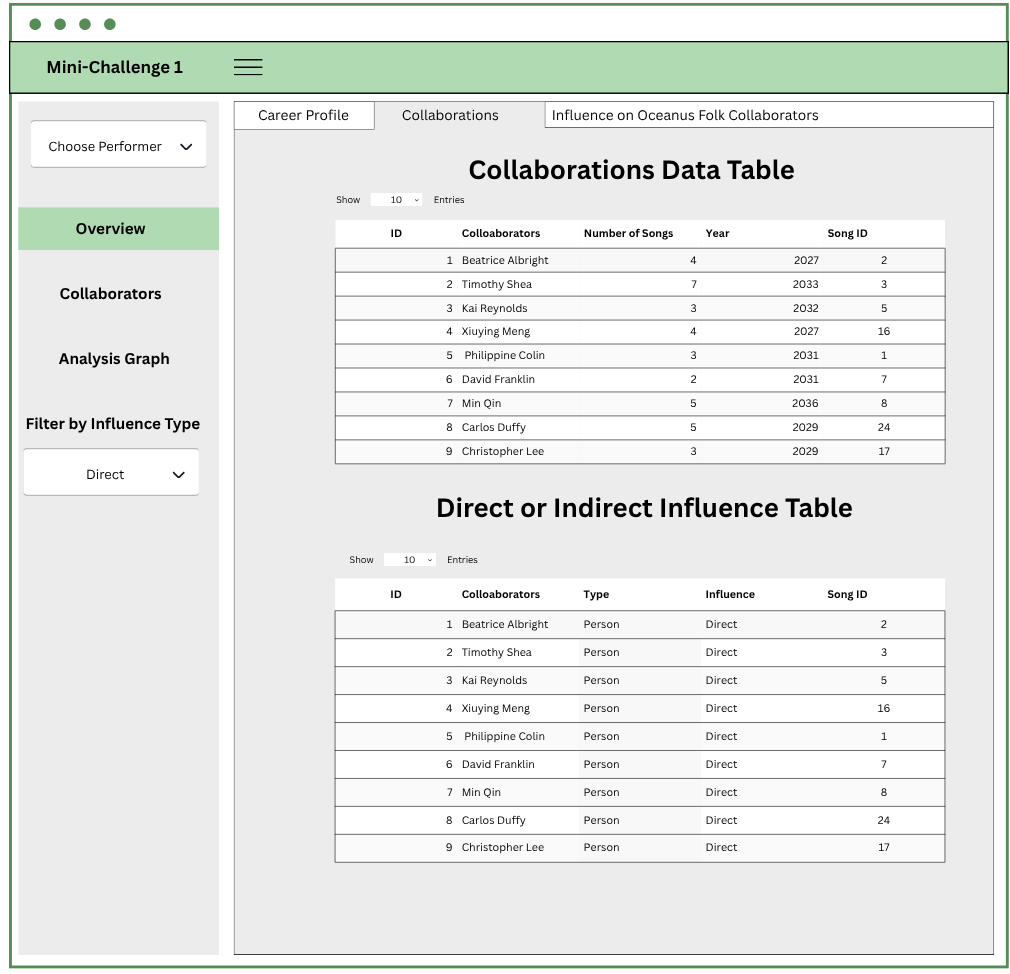 Mini-Challenge 1
Choose Performer
Overview
Collaborators
Analysis Graph
Filter by Influence Type
Direct
Career Profile Collaborations Influence on Oceanus Folk Collaborators
Collaborations Data Table
Show 10 Entries
ID Colloaborators Number of Songs Year Song ID
1 Beatrice Albright 4 2027 2
2 Timothy Shea 7 2033 3
3 Kai Reynolds 3 2032 5
4 Xiuying Meng 4 2027 16
5 Philippine Colin 3 2031 1
6 David Franklin 2 2031 7
7 Min Qin 5 2036 8
8 Carlos Duffy 5 2029 24
9 Christopher Lee 3 2029 17
Direct or Indirect Influence Table
Show 10 Entries
ID Colloaborators Type Influence Song ID
1 Beatrice Albright Person Direct 2
2 Timothy Shea Person Direct 3
3 Kai Reynolds Person Direct 5
4 Xiuying Meng Person Direct 16
5 Philippine Colin Person Direct 1
6 David Franklin Person Direct 7
7 Min Qin Person Direct 8
8 Carlos Duffy Person Direct 24
9 Christopher Lee Person Direct 17